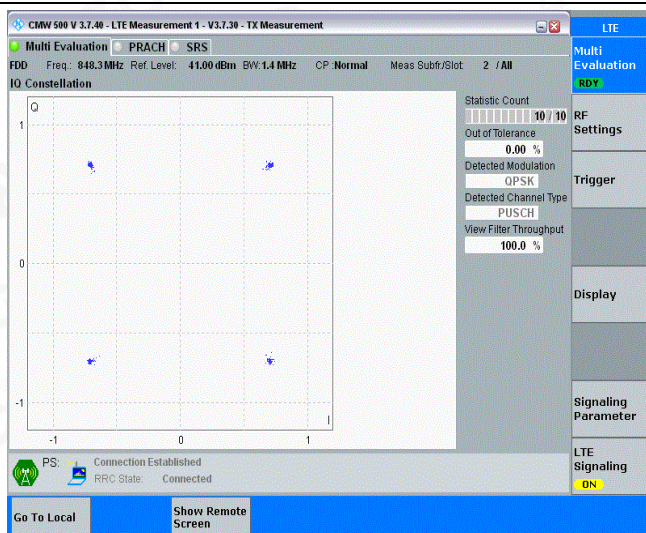 CMW 500 V 3.7.40 - LTE Measurement 1 - V3.7.30 - TX Measurement
LTE
Multi Evaluation PRACH SRS
FDD Freq.: 848.3 MHz Ref. Level: 41.00 dBm BW: 1.4 MHz CP :Normal Meas Subfr./Slot: 2 / All
IQ Constellation
Q
1
0
-1
-1 0 1
I
Statistic Count
10 / 10
Out of Tolerance
0.00 %
Detected Modulation
QPSK
Detected Channel Type
PUSCH
View Filter Throughput
100.0 %
Multi
Evaluation
RDY
RF
Settings
Trigger
Display
Signaling
Parameter
LTE
Signaling
ON
PS: Connection Established
RRC State: Connected
Go To Local
Show Remote
Screen